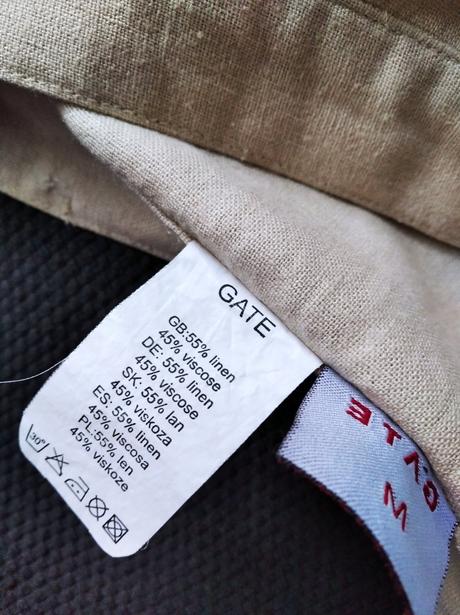 GATE
GB:55% linen
45% viscose
DE: 55% linen
45% viscose
SK: 55% lan
45% viskoza
ES: 55% linen
45% viscosa
PL:55% len
45% viskoze
30°
GATE
M